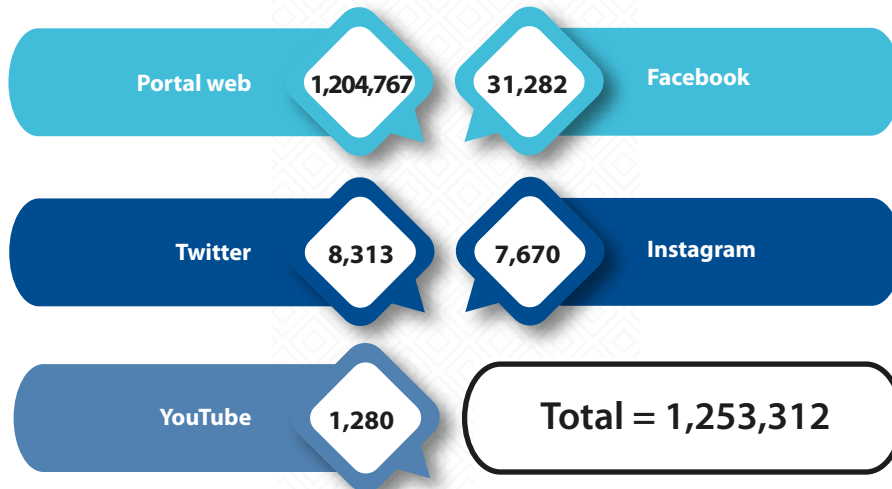 Portal web
1,204,767
31,282
Facebook
Twitter
8,313
7,670
Instagram
YouTube
1,280
Total = 1,253,312